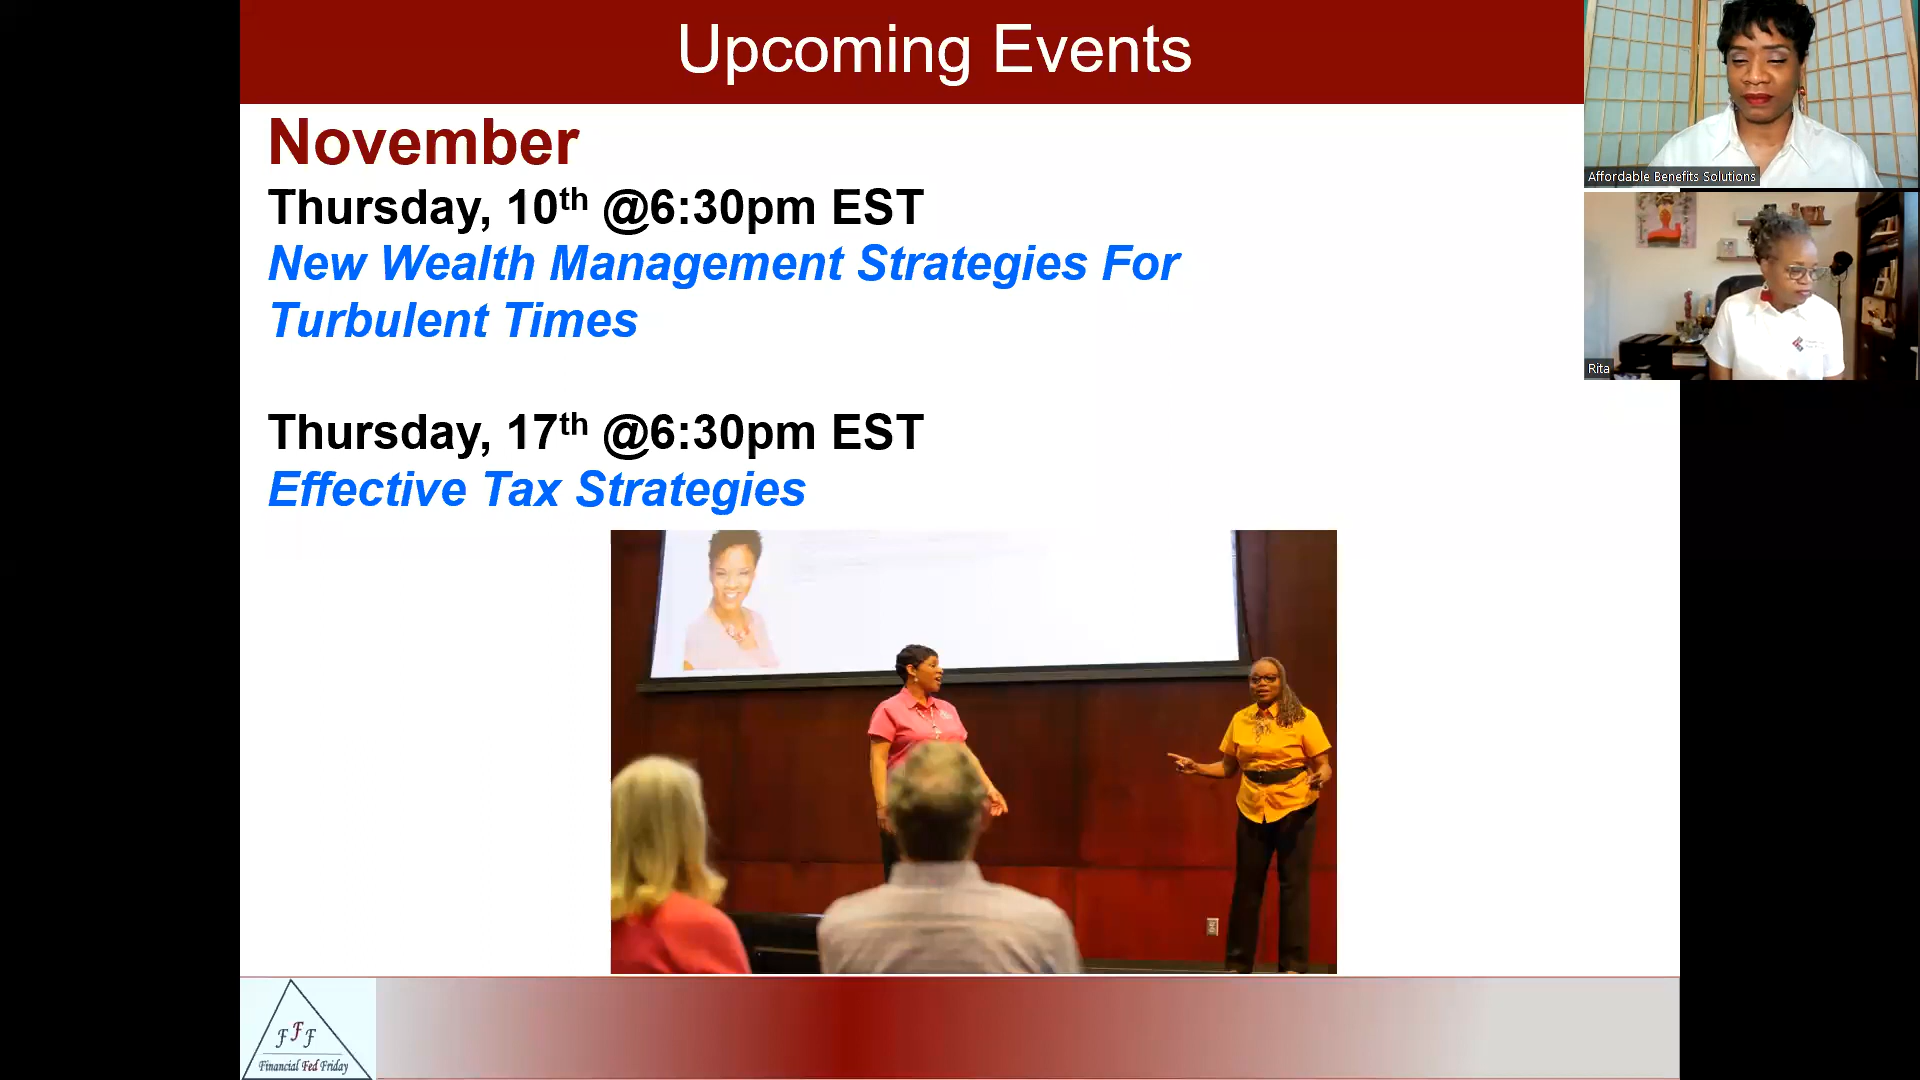 Upcoming Events
November
Thursday, 10th @6:30pm EST
New Wealth Management Strategies For
Turbulent Times
Thursday, 17th @6:30pm EST
Effective Tax Strategies
Affordable Benefits Solutions
Rita
F F F
Financial Fed Friday